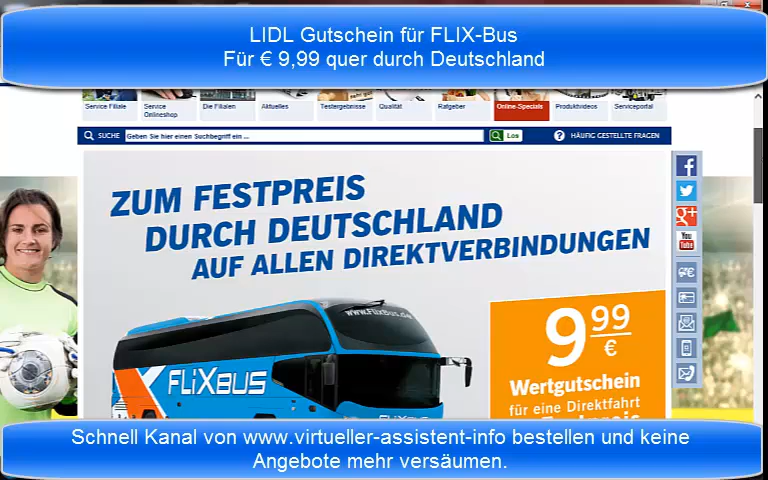 LIDL Gutschein für FLIX-Bus
Für € 9,99 quer durch Deutschland
Service Filiale
Service Onlineshop
Die Filialen
Aktuelles
Testergebnisse
Qualität
Ratgeber
Online-Specials
Produktvideos
Serviceportal
SUCHE Geben Sie hier einen Suchbegriff ein ... Los ? HÄUFIG GESTELLTE FRAGEN
ZUM FESTPREIS
DURCH DEUTSCHLAND
AUF ALLEN DIREKTVERBINDUNGEN
www.FlixBus.de
FLiXBUS
FLiXBUS
9 99 €
Wertgutschein
für eine Direktfahrt
f
g+
You Tube
Schnell Kanal von www.virtueller-assistent-info bestellen und keine
Angebote mehr versäumen.